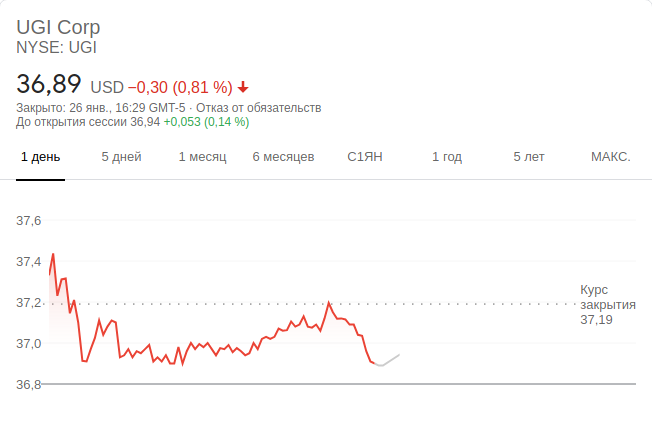 UGI Corp
NYSE: UGI
36,89 USD −0,30 (0,81 %)
Закрыто: 26 янв., 16:29 GMT-5 · Отказ от обязательств
До открытия сессии 36,94 +0,053 (0,14 %)
1 день 5 дней 1 месяц 6 месяцев С1ЯН 1 год 5 лет МАКС.
37,6
37,4
37,2
37,0
36,8
Курс
закрытия
37,19